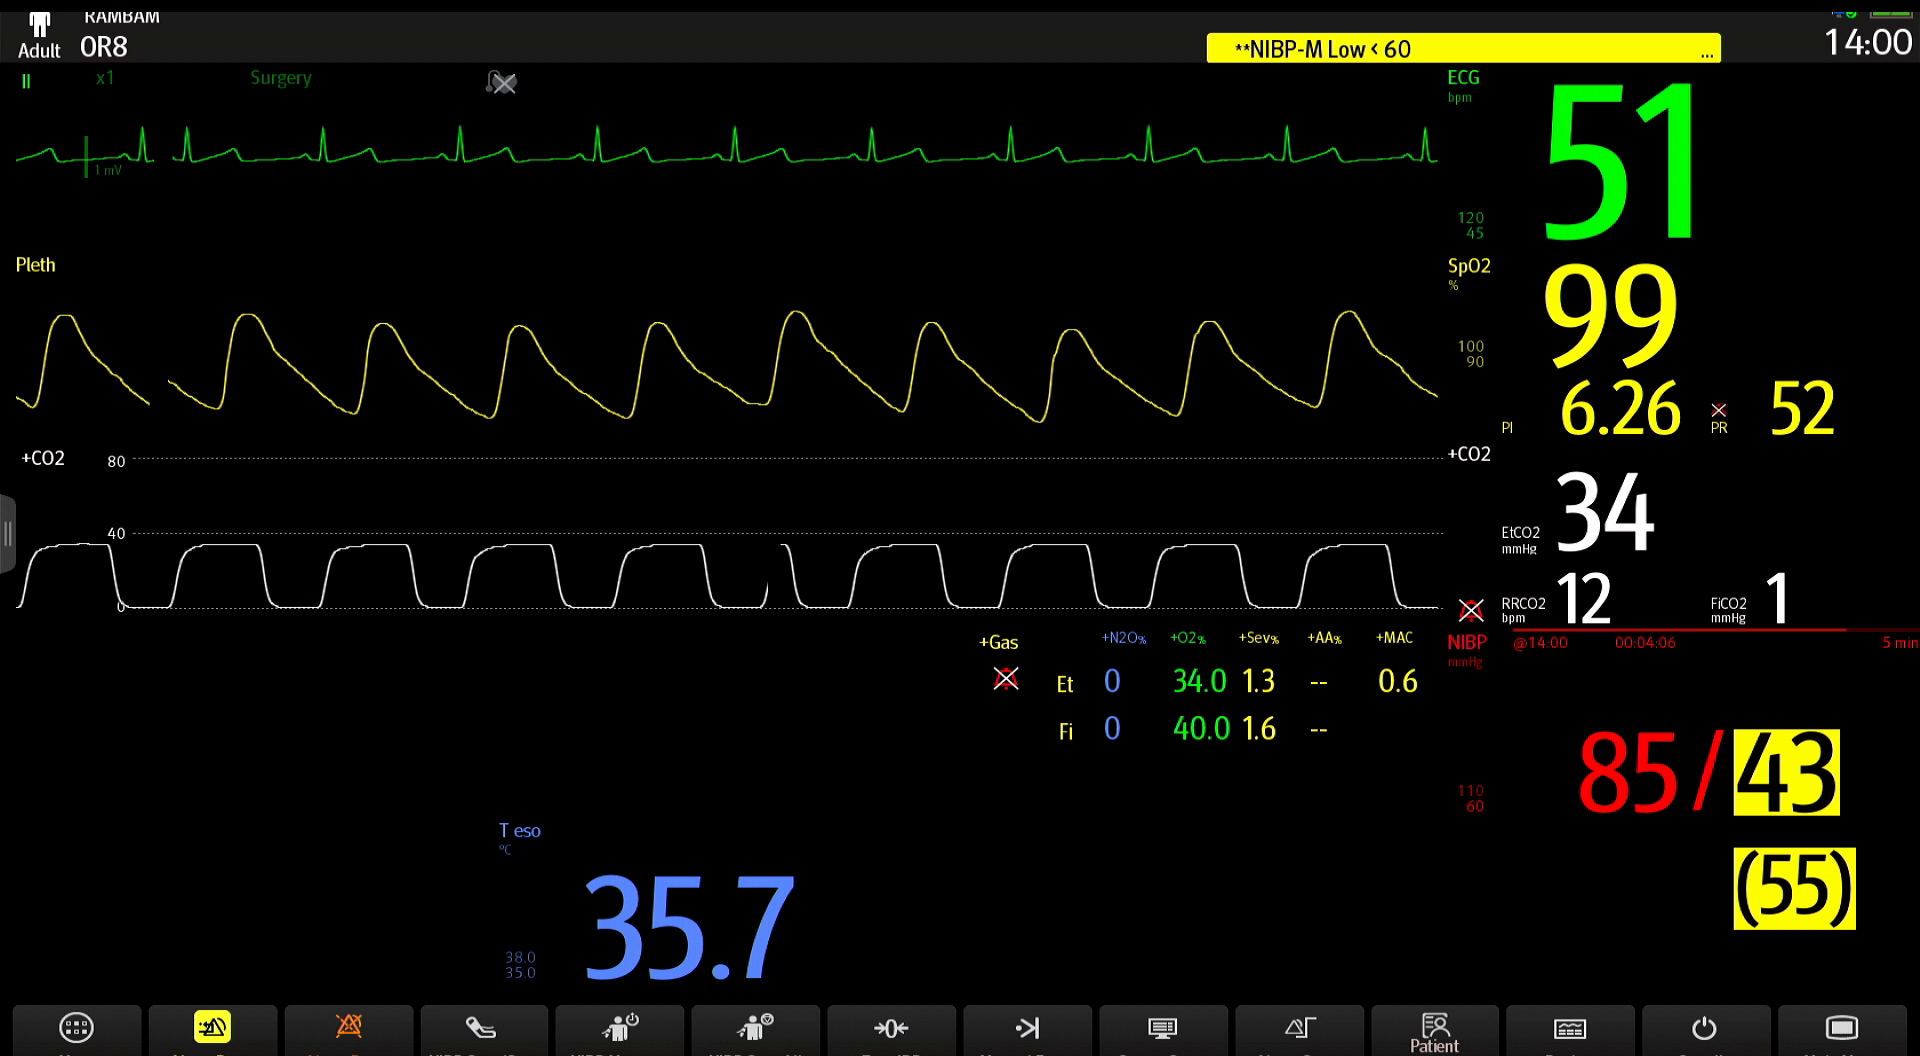 RAMBAM
Adult OR8
**NIBP-M Low < 60 ...
14:00
II x1 Surgery
1 mV
ECG
bpm
51
120
45
Pleth
SpO2
%
99
100
90
PI 6.26 PR 52
+CO2 80
40
0
+CO2
EtCO2
mmHg
34
RRCO2
bpm
12
FiCO2
mmHg
1
+Gas +N2O% +O2% +Sev% +AA% +MAC
Et 0 34.0 1.3 -- 0.6
Fi 0 40.0 1.6 --
NIBP @14:00 00:04:06 5 min
mmHg
85/43
110
60
(55)
T eso
°C
35.7
38.0
35.0
Patient